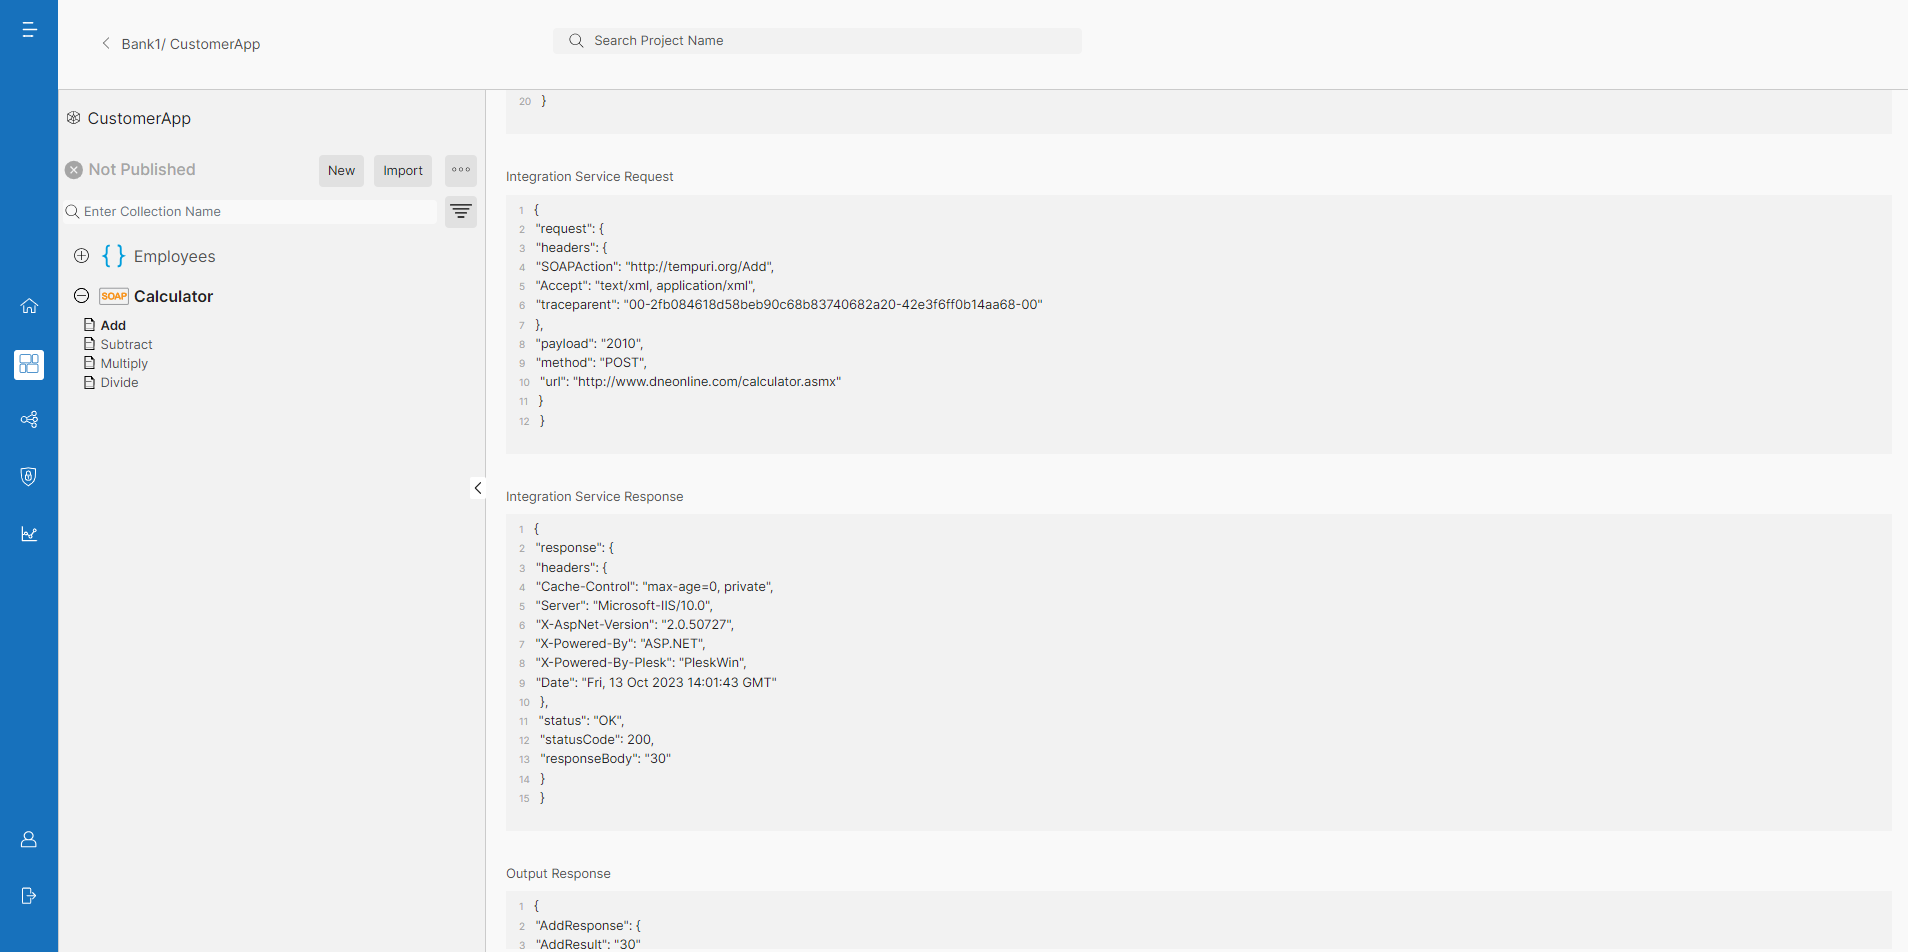 Bank1/ CustomerApp
Search Project Name
CustomerApp
Not Published
New
Import
Enter Collection Name
{ } Employees
SOAP Calculator
Add
Subtract
Multiply
Divide
20 }
Integration Service Request
1 {
2 "request": {
3 "headers": {
4 "SOAPAction": "http://tempuri.org/Add",
5 "Accept": "text/xml, application/xml",
6 "traceparent": "00-2fb084618d58beb90c68b83740682a20-42e3f6ff0b14aa68-00"
7 },
8 "payload": "2010",
9 "method": "POST",
10 "url": "http://www.dneonline.com/calculator.asmx"
11 }
12 }
Integration Service Response
1 {
2 "response": {
3 "headers": {
4 "Cache-Control": "max-age=0, private",
5 "Server": "Microsoft-IIS/10.0",
6 "X-AspNet-Version": "2.0.50727",
7 "X-Powered-By": "ASP.NET",
8 "X-Powered-By-Plesk": "PleskWin",
9 "Date": "Fri, 13 Oct 2023 14:01:43 GMT"
10 },
11 "status": "OK",
12 "statusCode": 200,
13 "responseBody": "30"
14 }
15 }
Output Response
1 {
2 "AddResponse": {
3 "AddResult": "30"